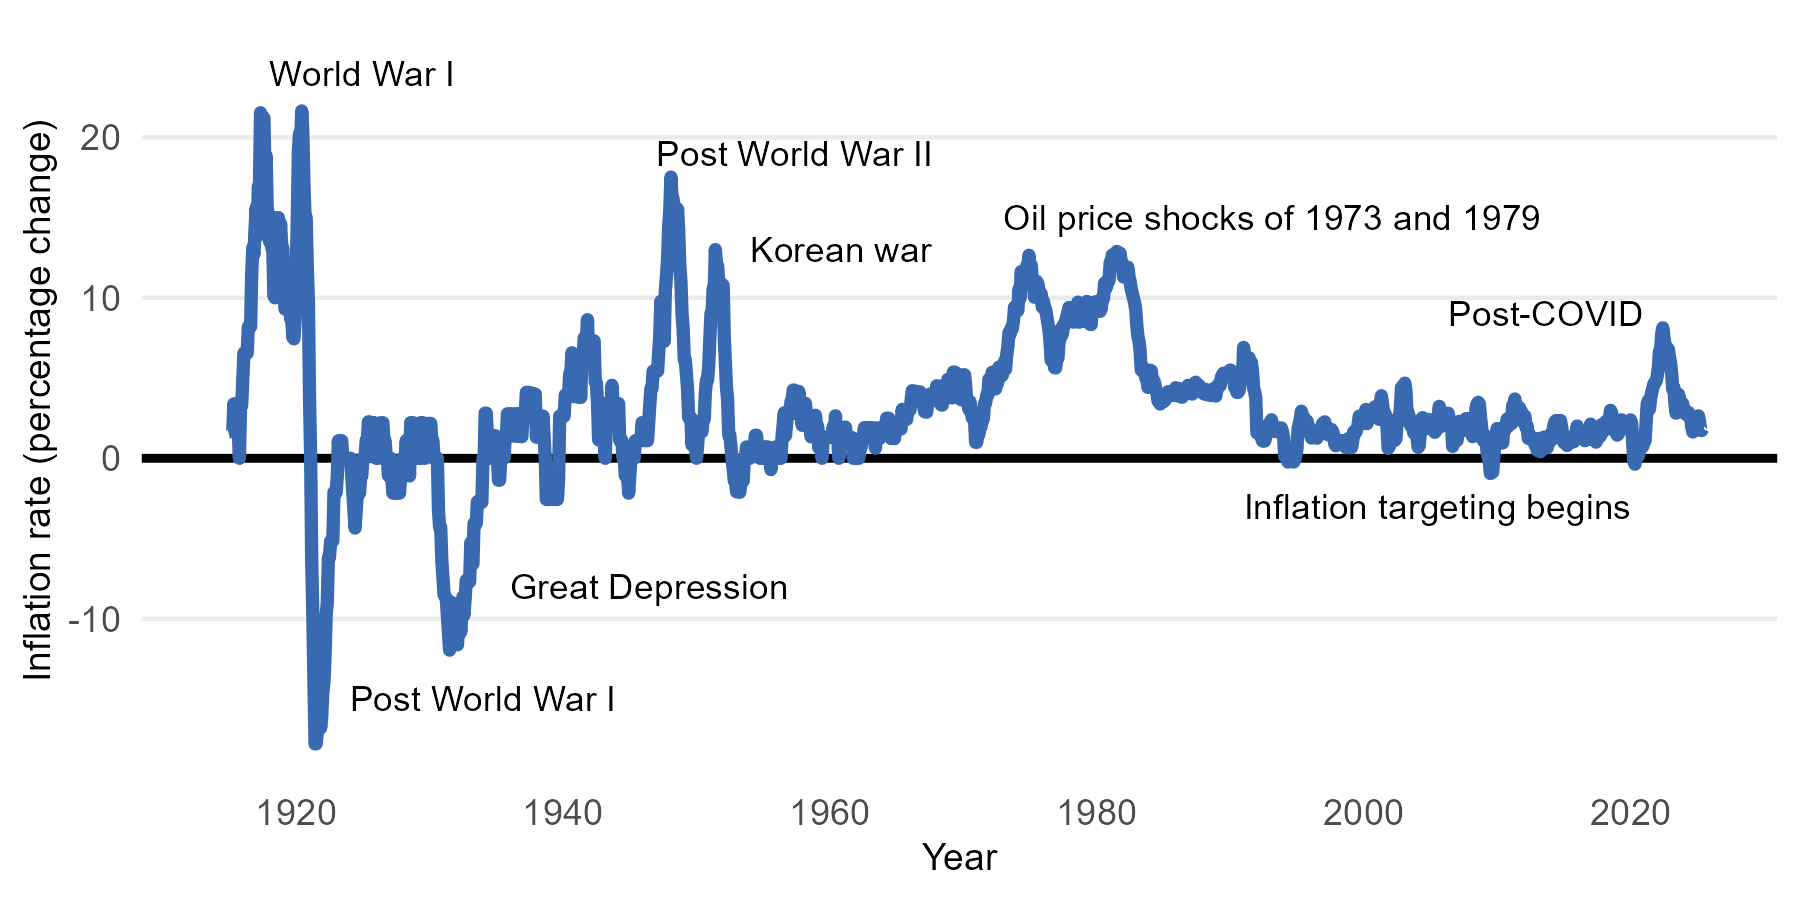 World War I
20
Post World War II
Oil price shocks of 1973 and 1979
Korean war
10
Post-COVID
0
Inflation targeting begins
Great Depression
-10
Post World War I
Inflation rate (percentage change)
1920 1940 1960 1980 2000 2020
Year